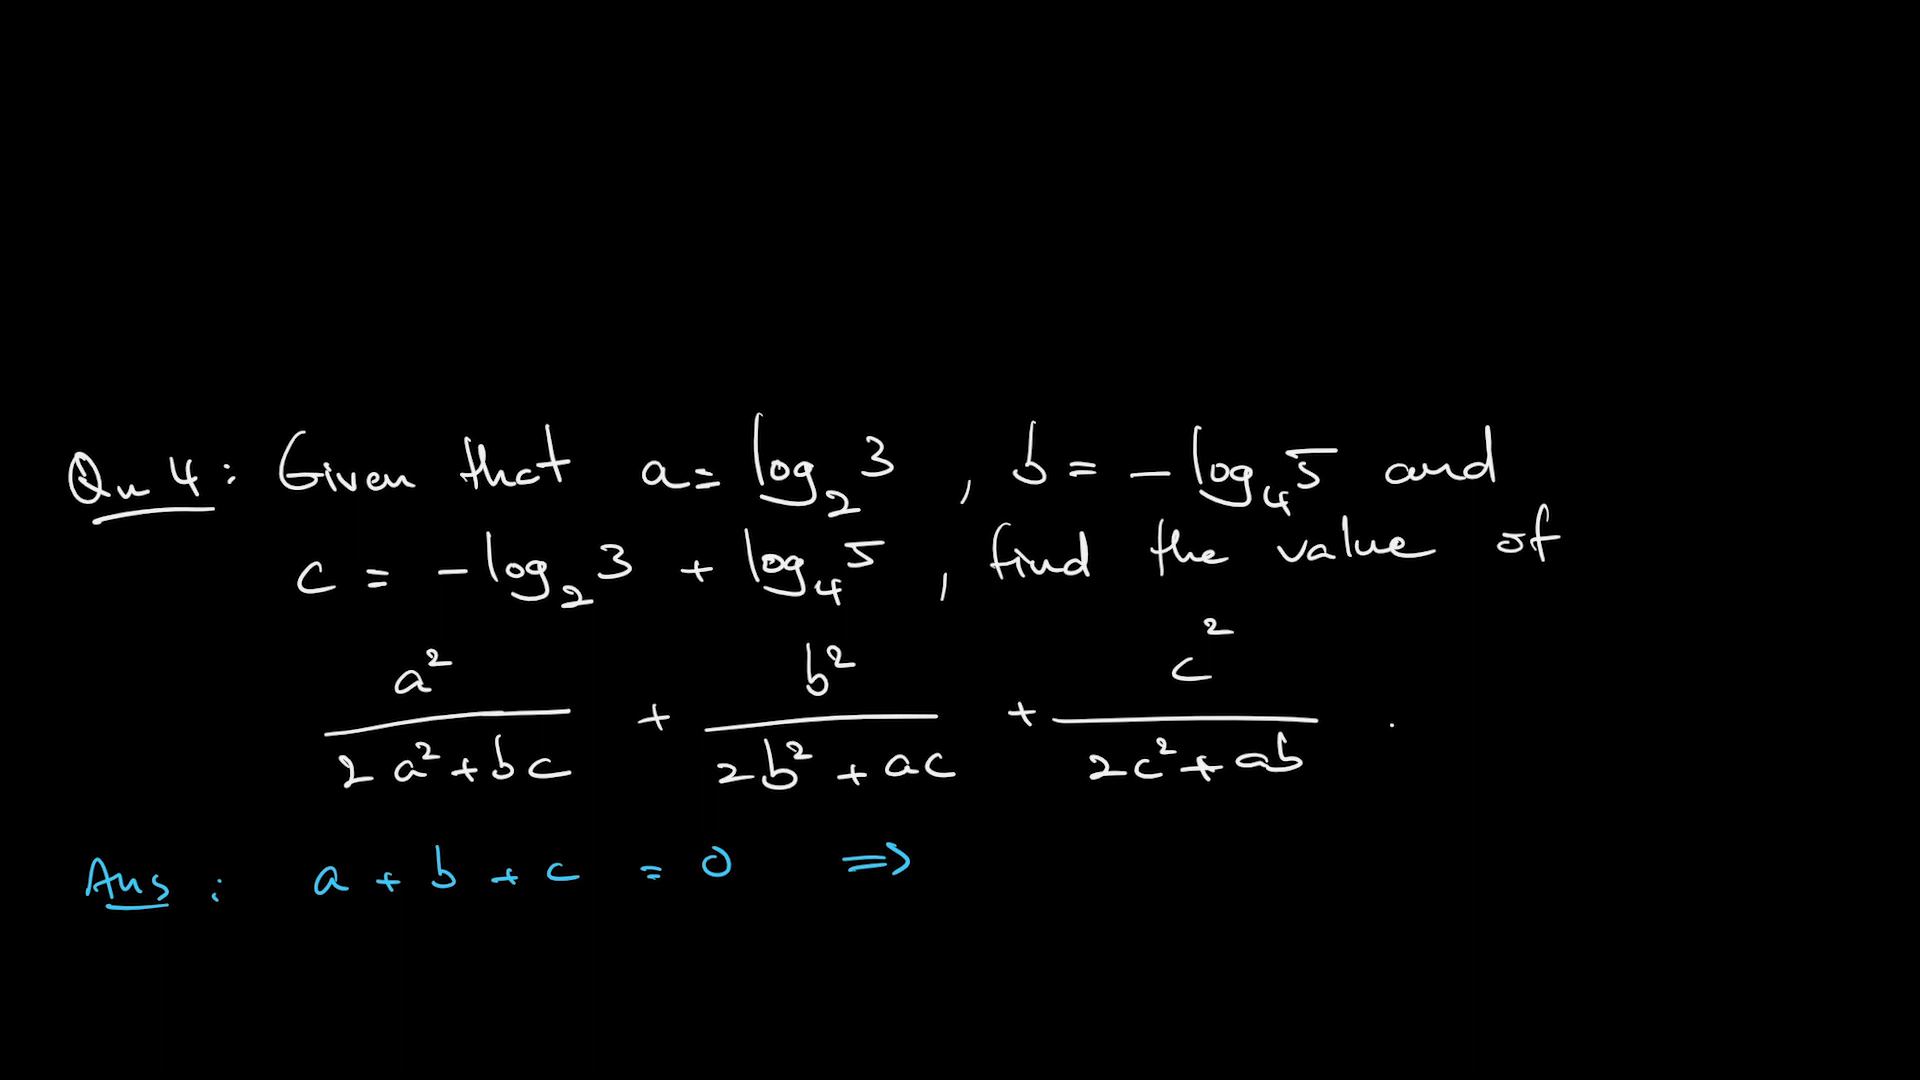 Qn 4: Given that a = log₂3 , b = - log₄5 and
c = - log₂3 + log₄5 , find the value of
a²/(2a²+bc) + b²/(2b²+ac) + c²/(2c²+ab) .
Ans : a + b + c = 0 ⇒